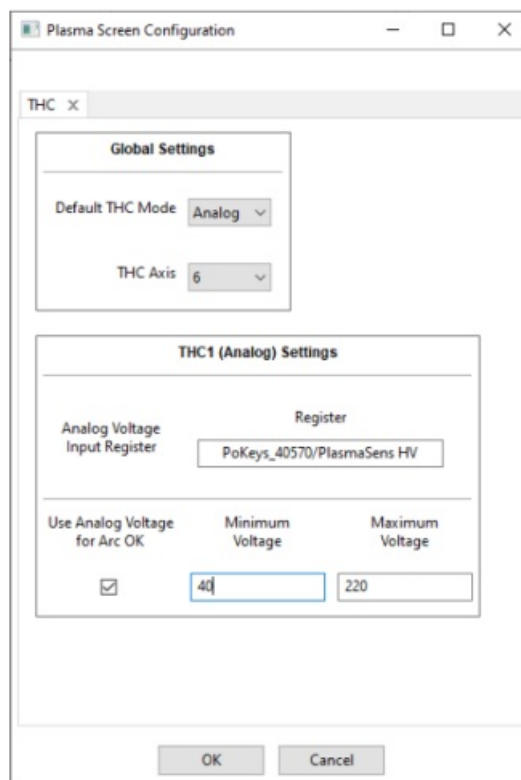 Plasma Screen Configuration
THC
Global Settings
Default THC Mode Analog
THC Axis 6
THC1 (Analog) Settings
Register
Analog Voltage
Input Register
PoKeys_40570/PlasmaSens HV
Use Analog Voltage
for Arc OK
Minimum
Voltage
Maximum
Voltage
40
220
OK
Cancel